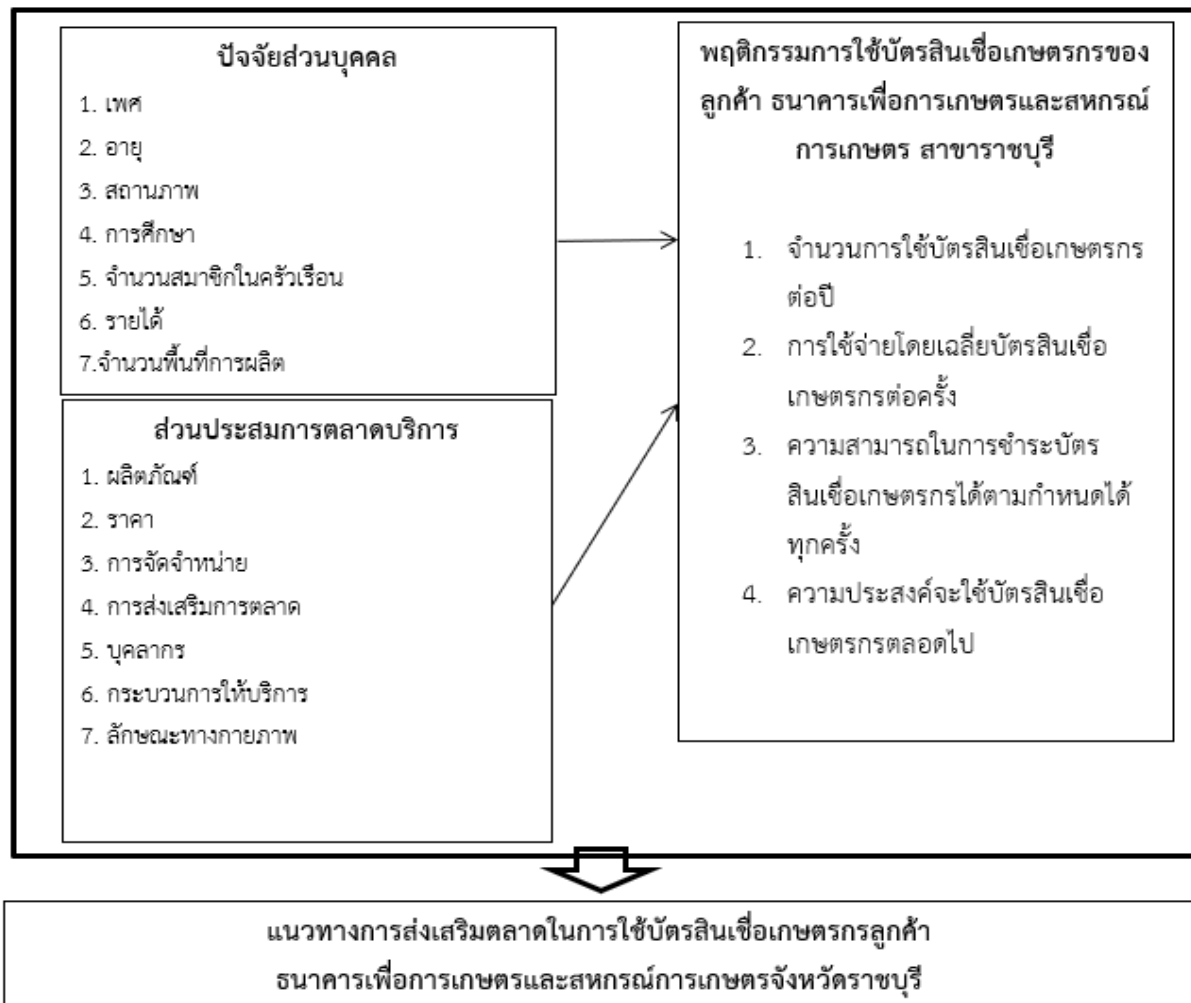 ปัจจัยส่วนบุคคล
1. เพศ
2. อายุ
3. สถานภาพ
4. การศึกษา
5. จำนวนสมาชิกในครัวเรือน
6. รายได้
7.จำนวนพื้นที่การผลิต
ส่วนประสมการตลาดบริการ
1. ผลิตภัณฑ์
2. ราคา
3. การจัดจำหน่าย
4. การส่งเสริมการตลาด
5. บุคลากร
6. กระบวนการให้บริการ
7. ลักษณะทางกายภาพ
พฤติกรรมการใช้บัตรสินเชื่อเกษตรกรของ
ลูกค้า ธนาคารเพื่อการเกษตรและสหกรณ์
การเกษตร สาขาราชบุรี
1. จำนวนการใช้บัตรสินเชื่อเกษตรกร
ต่อปี
2. การใช้จ่ายโดยเฉลี่ยบัตรสินเชื่อ
เกษตรกรต่อครั้ง
3. ความสามารถในการชำระบัตร
สินเชื่อเกษตรกรได้ตามกำหนดได้
ทุกครั้ง
4. ความประสงค์จะใช้บัตรสินเชื่อ
เกษตรกรตลอดไป
แนวทางการส่งเสริมตลาดในการใช้บัตรสินเชื่อเกษตรกรลูกค้า
ธนาคารเพื่อการเกษตรและสหกรณ์การเกษตรจังหวัดราชบุรี